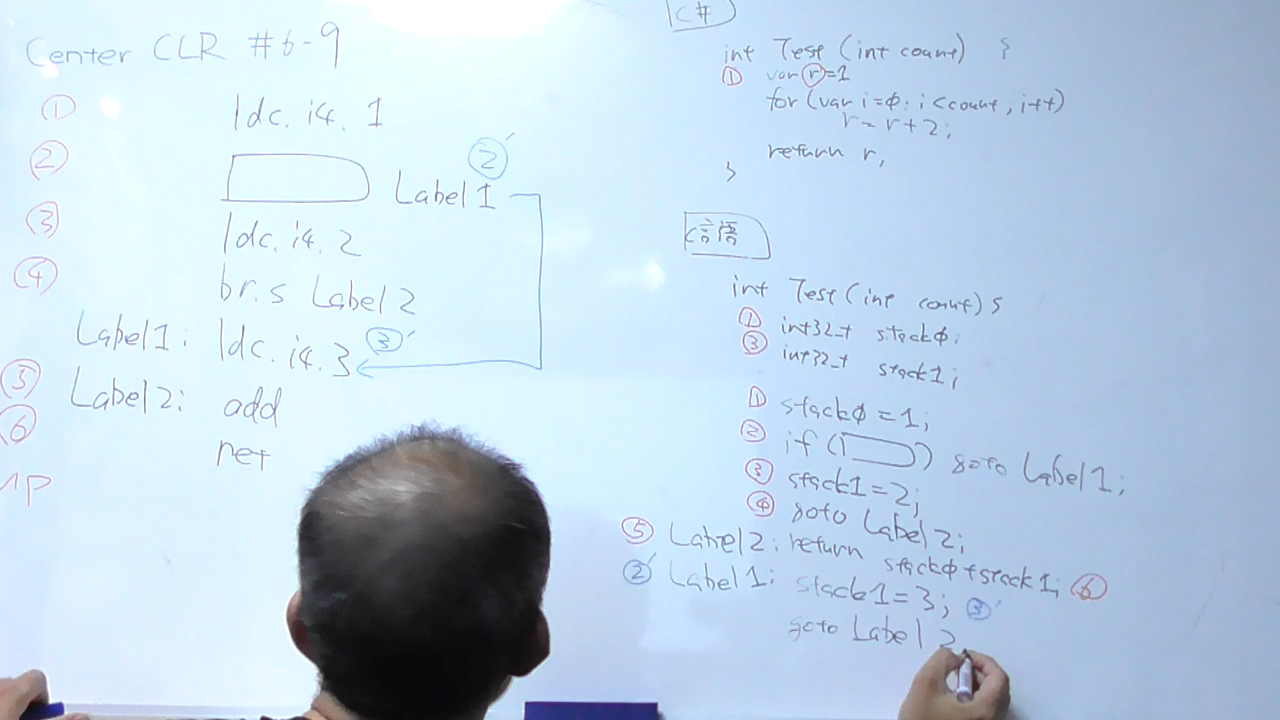 Center CLR #6-9
① ldc.i4.1
② Label1 ②′
③ ldc.i4.2
④ br.s Label2
Label1: ldc.i4.3 ③′
⑤ Label2: add
⑥ ret
C#
int Test (int count) {
① var r=1
for (var i=0; i<count; i++)
r = r+2;
return r;
}
C言語
int Test (int count) {
① int32_t stack0;
③ int32_t stack1;
① stack0 = 1;
② if ( ) goto Label1;
③ stack1 = 2;
④ goto Label2;
⑤ Label2: return stack0+stack1; ⑥
②′ Label1: stack1=3; ③′
goto Label2